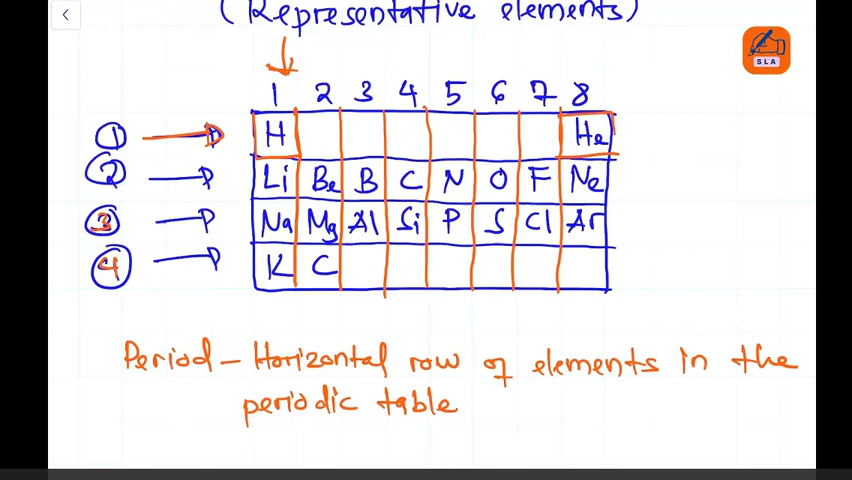 (Representative elements)
SLA
1 2 3 4 5 6 7 8
1 H He
2 Li Be B C N O F Ne
3 Na Mg Al Si P S Cl Ar
4 K C
Period – Horizontal row of elements in the
periodic table